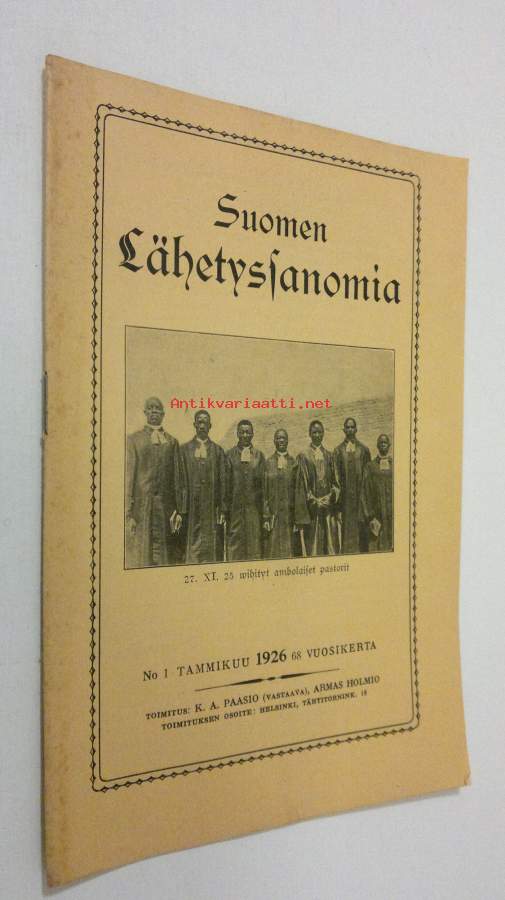 Suomen
Lähetysſanomia
Antikvariaatti.net
27. XI. 25 wihityt ambolaiſet pastorit
No 1 TAMMIKUU 1926 68 VUOSIKERTA
TOIMITUS: K. A. PAASIO (VASTAAVA), ARMAS HOLMIO
TOIMITUKSEN OSOITE: HELSINKI, TÄHTITORNINK. 18